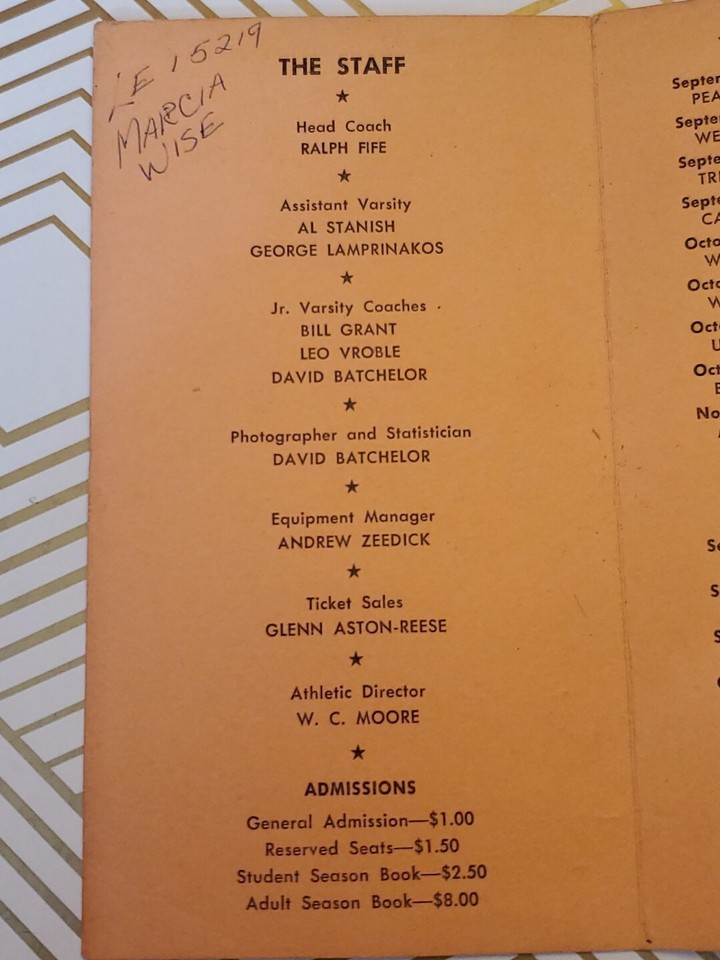 LE 15219
MARCIA
WISE
THE STAFF
★
Head Coach
RALPH FIFE
★
Assistant Varsity
AL STANISH
GEORGE LAMPRINAKOS
★
Jr. Varsity Coaches
BILL GRANT
LEO VROBLE
DAVID BATCHELOR
★
Photographer and Statistician
DAVID BATCHELOR
★
Equipment Manager
ANDREW ZEEDICK
★
Ticket Sales
GLENN ASTON-REESE
★
Athletic Director
W. C. MOORE
★
ADMISSIONS
General Admission—$1.00
Reserved Seats—$1.50
Student Season Book—$2.50
Adult Season Book—$8.00